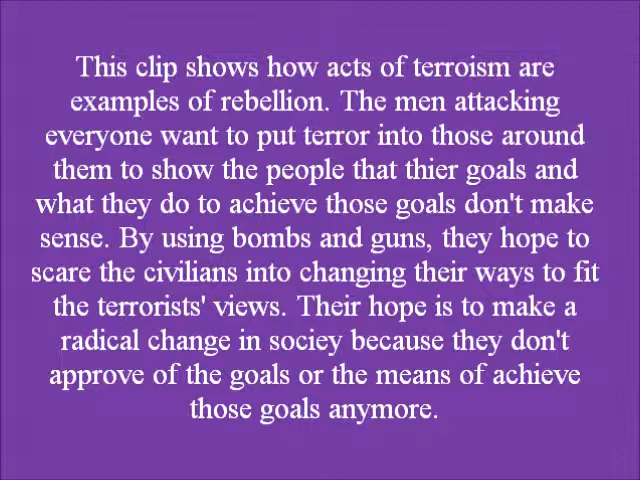 This clip shows how acts of terroism are
examples of rebellion. The men attacking
everyone want to put terror into those around
them to show the people that thier goals and
what they do to achieve those goals don't make
sense. By using bombs and guns, they hope to
scare the civilians into changing their ways to fit
the terrorists' views. Their hope is to make a
radical change in sociey because they don't
approve of the goals or the means of achieve
those goals anymore.